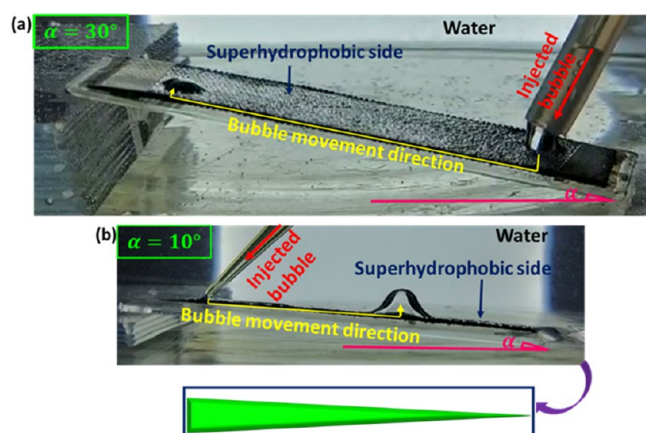 (a)
α = 30°
Water
Superhydrophobic side
Injected
bubble
Bubble movement direction
α
(b)
α = 10°
Water
Injected
bubble
Superhydrophobic side
Bubble movement direction
α